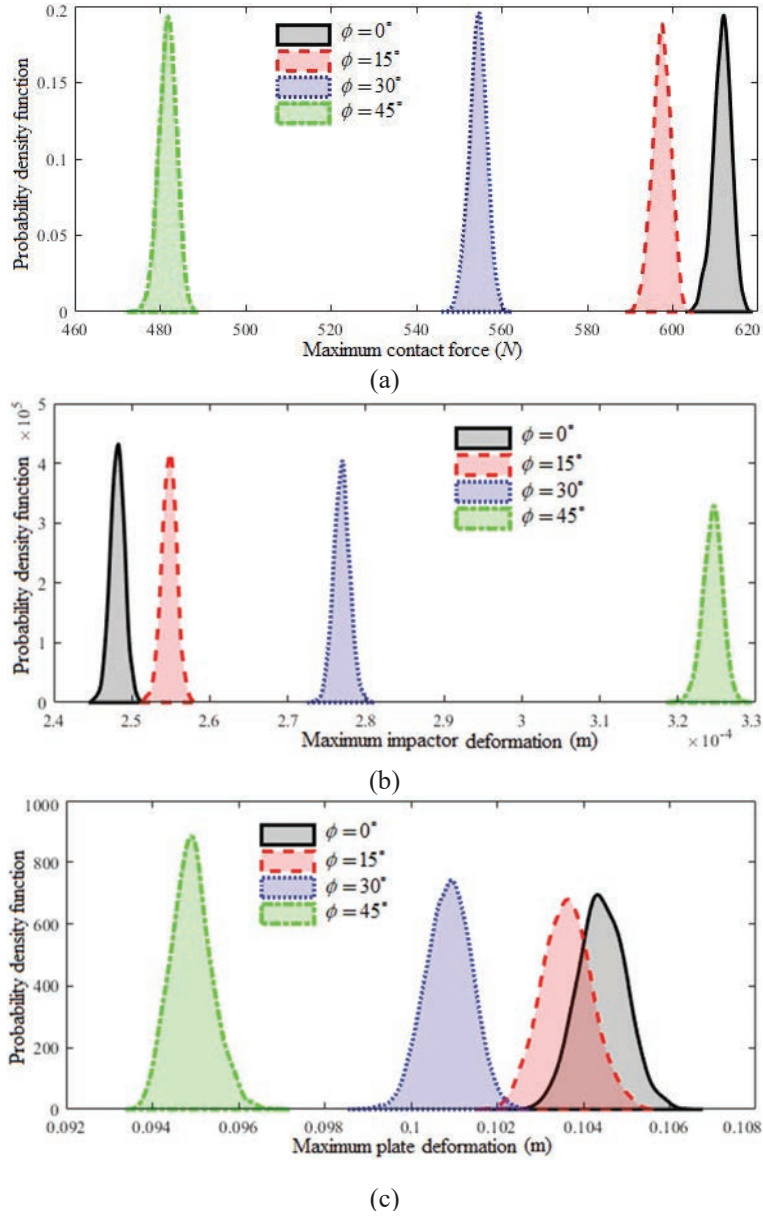 0.2
0.15
0.1
0.05
0
Probability density function
ϕ = 0°
ϕ = 15°
ϕ = 30°
ϕ = 45°
460 480 500 520 540 560 580 600 620
Maximum contact force (N)
(a)
× 10⁵
5
4
3
2
1
0
Probability density function
ϕ = 0°
ϕ = 15°
ϕ = 30°
ϕ = 45°
2.4 2.5 2.6 2.7 2.8 2.9 3 3.1 3.2 3.3
Maximum impactor deformation (m) ×10⁻⁴
(b)
1000
800
600
400
200
0
Probability density function
ϕ = 0°
ϕ = 15°
ϕ = 30°
ϕ = 45°
0.092 0.094 0.096 0.098 0.1 0.102 0.104 0.106 0.108
Maximum plate deformation (m)
(c)